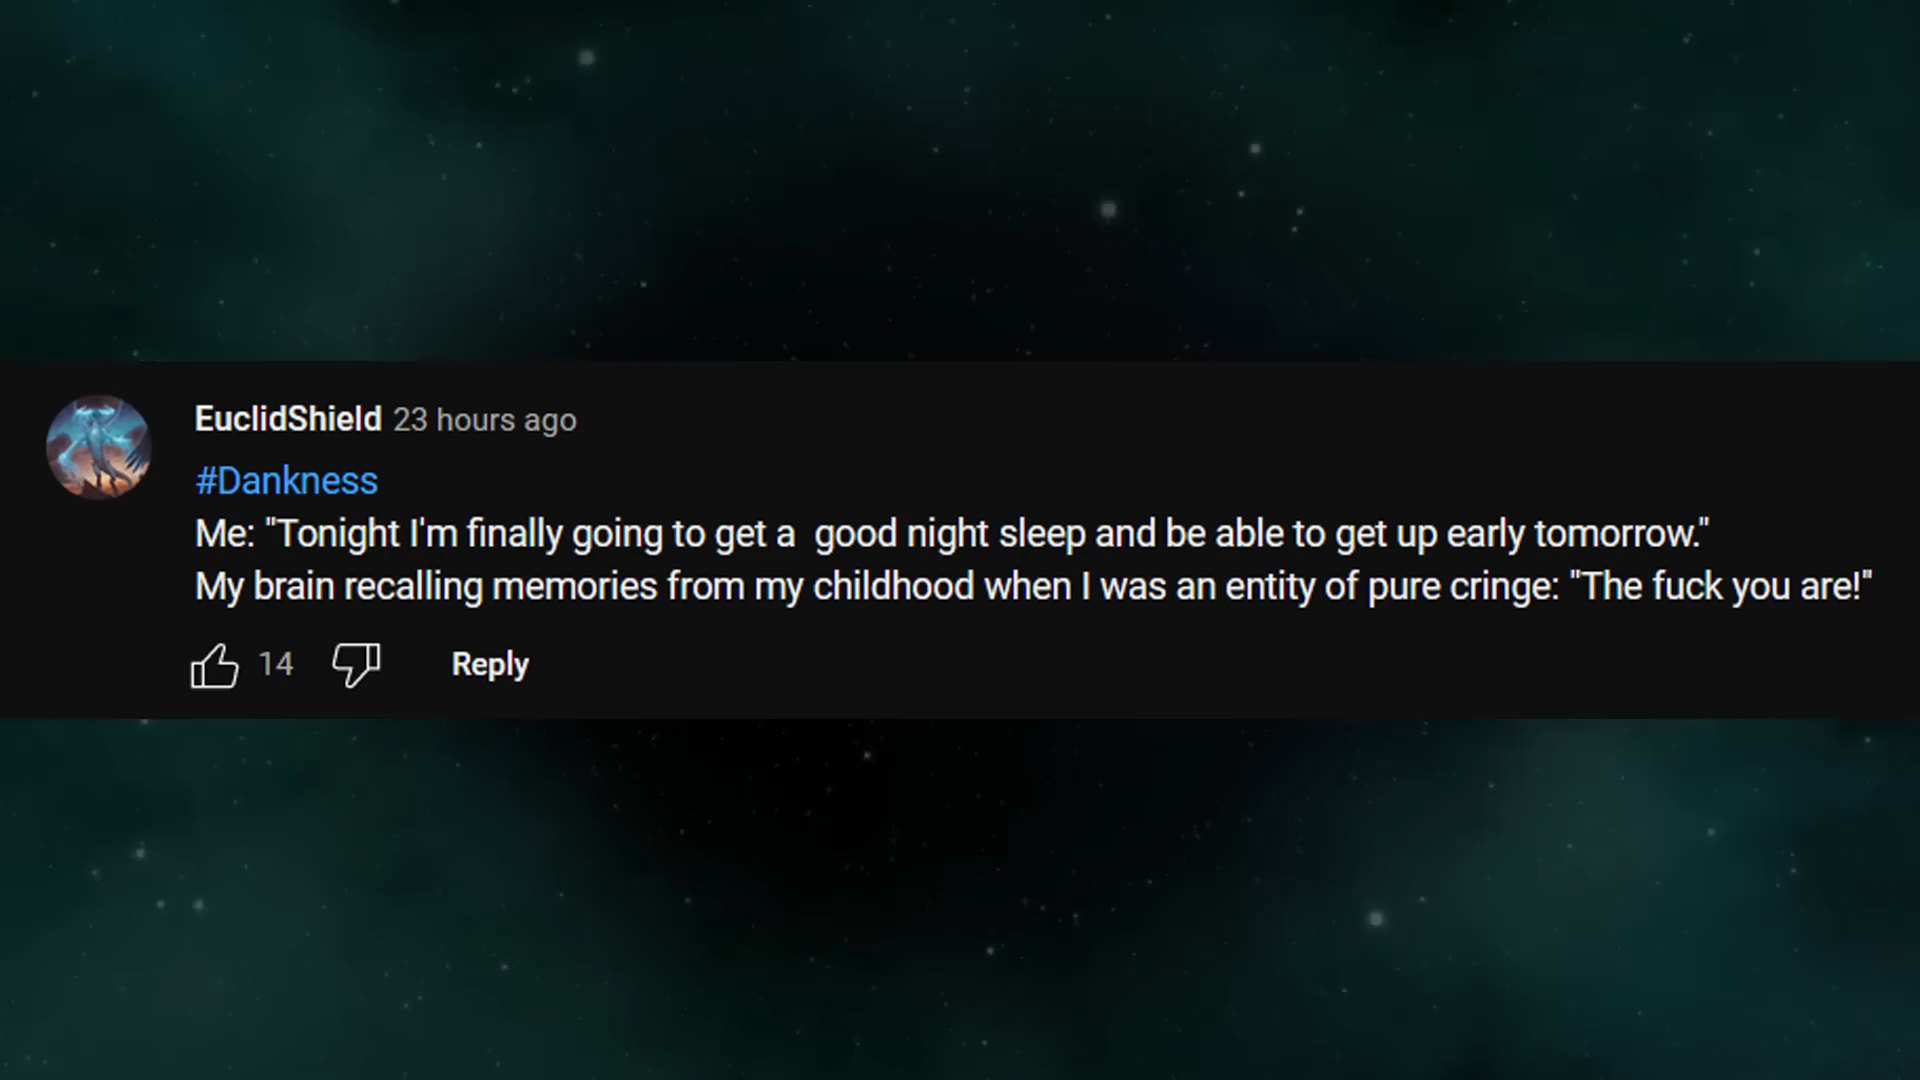 EuclidShield 23 hours ago
#Dankness
Me: "Tonight I'm finally going to get a  good night sleep and be able to get up early tomorrow."
My brain recalling memories from my childhood when I was an entity of pure cringe: "The fuck you are!"
14 Reply